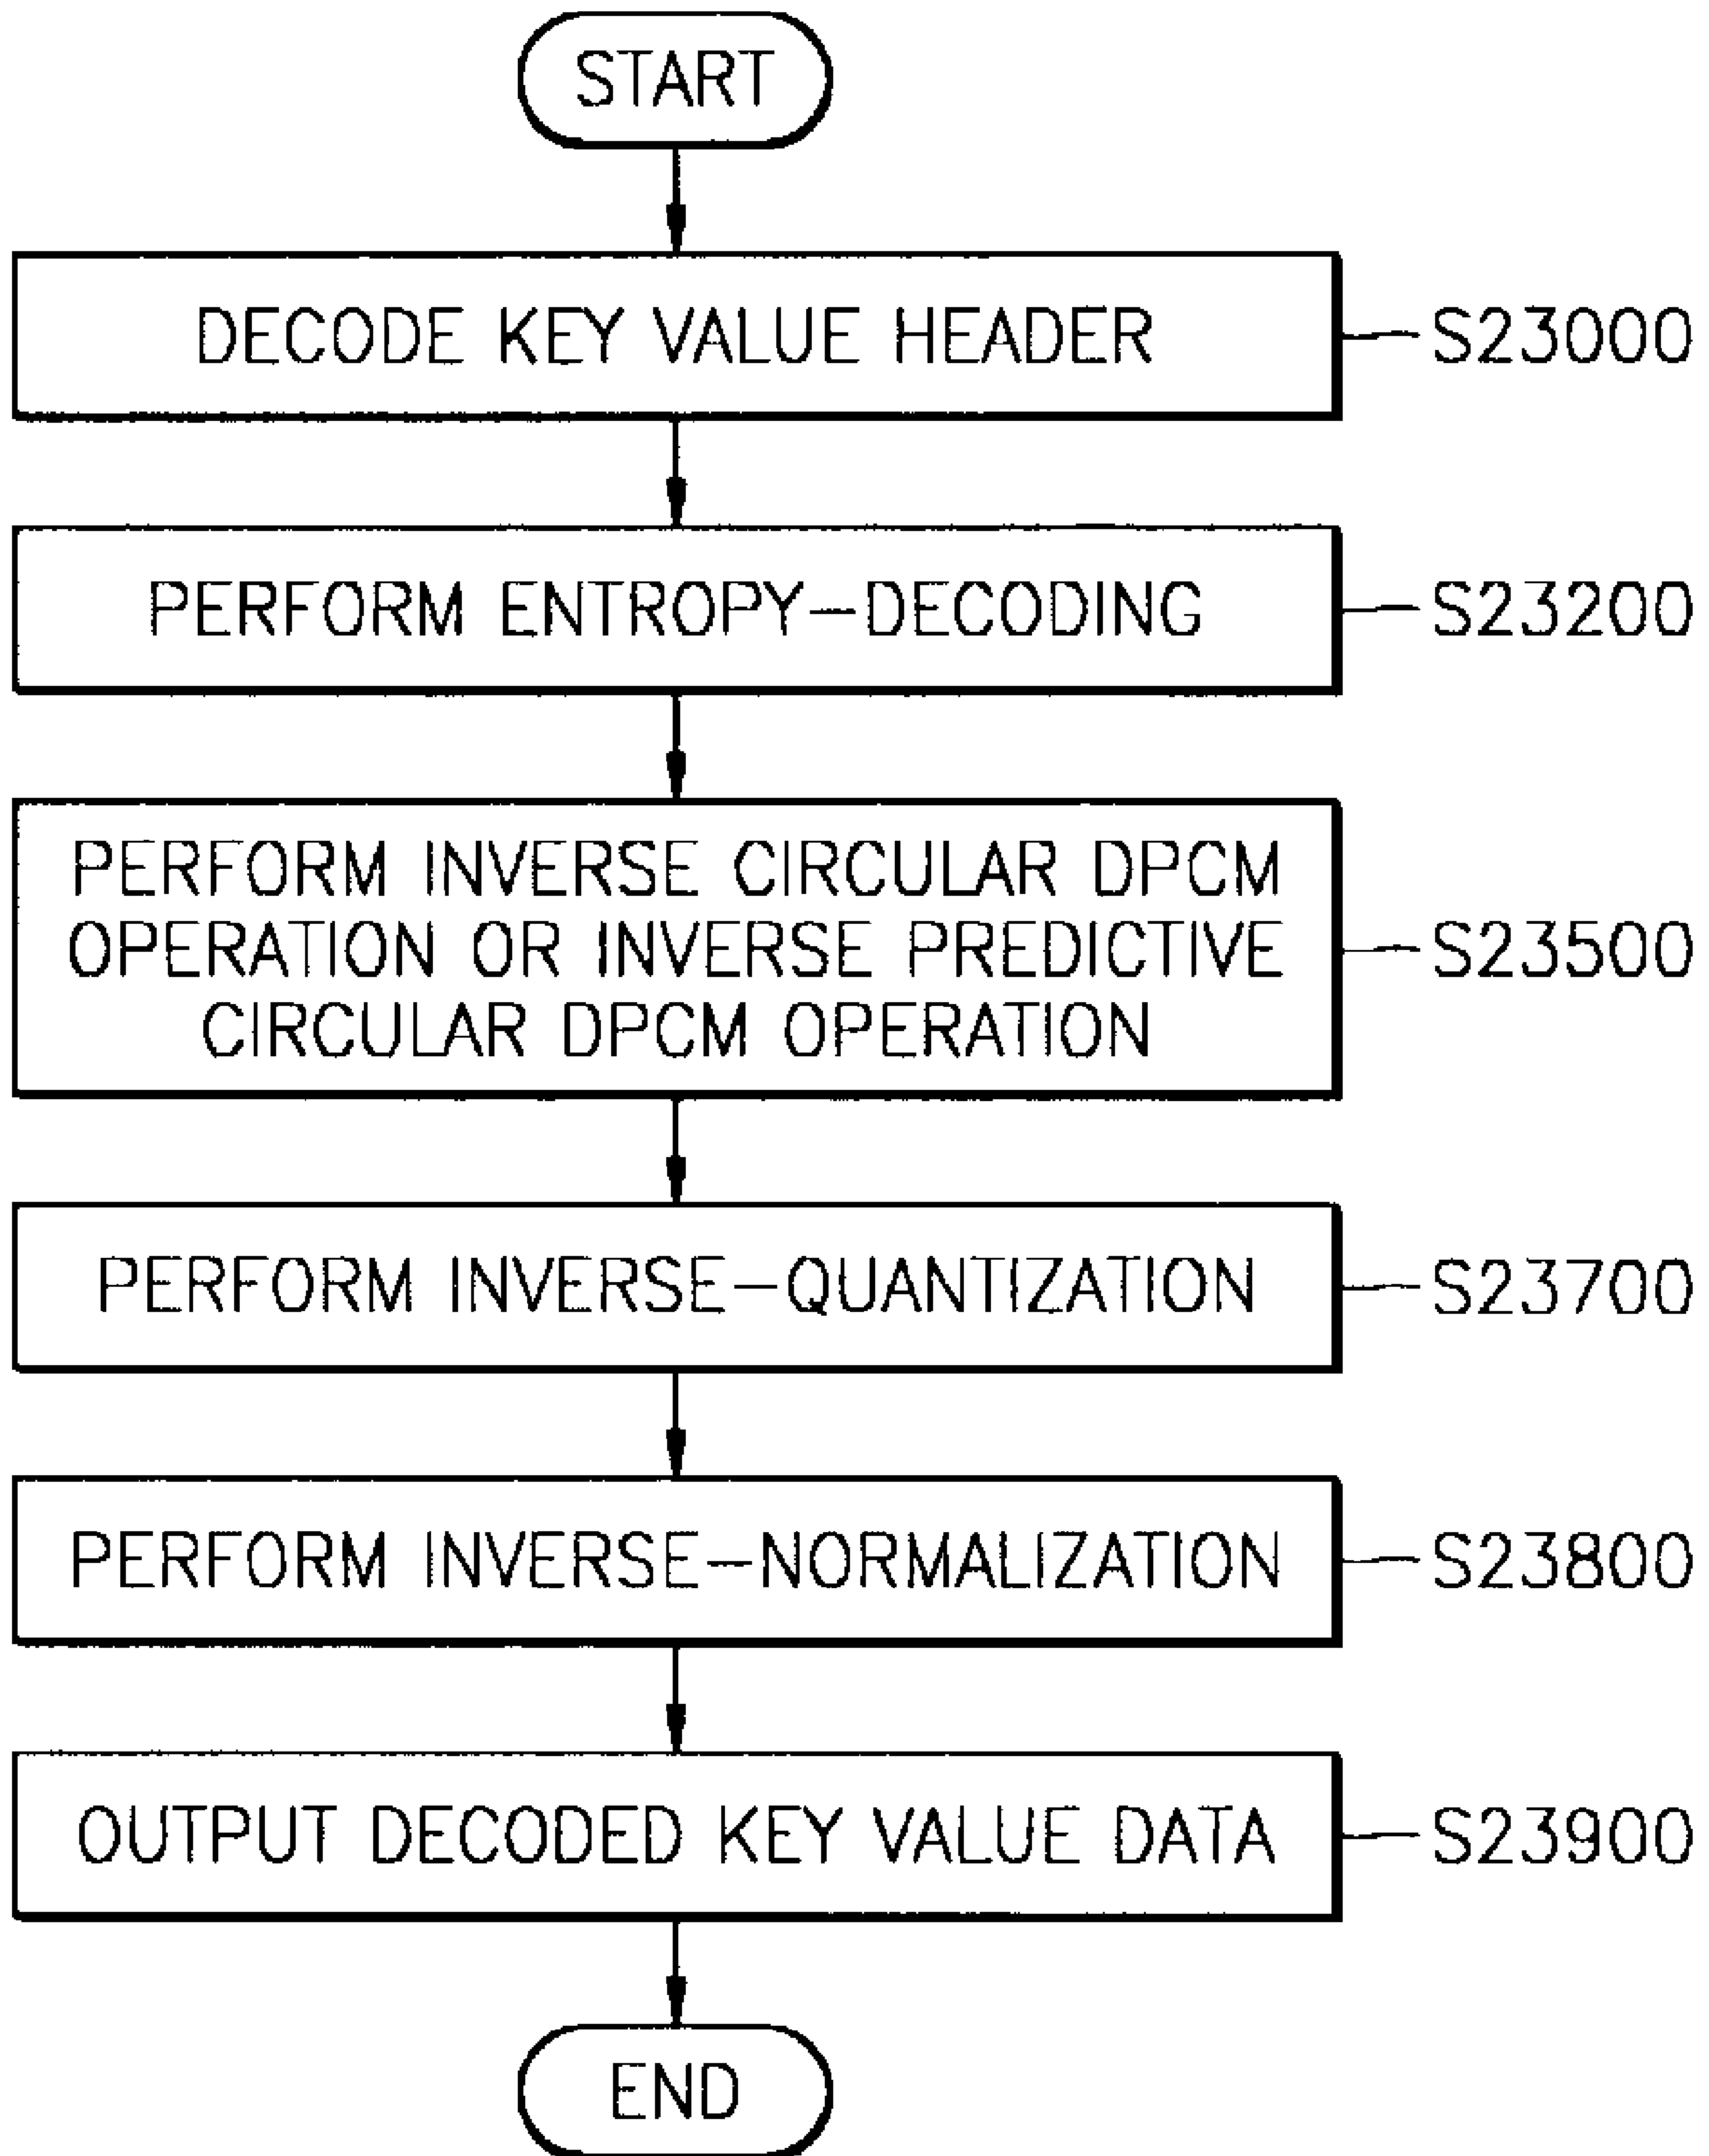 START
DECODE KEY VALUE HEADER
S23000
PERFORM ENTROPY-DECODING
S23200
PERFORM INVERSE CIRCULAR DPCM
OPERATION OR INVERSE PREDICTIVE
CIRCULAR DPCM OPERATION
S23500
PERFORM INVERSE-QUANTIZATION
S23700
PERFORM INVERSE-NORMALIZATION
S23800
OUTPUT DECODED KEY VALUE DATA
S23900
END